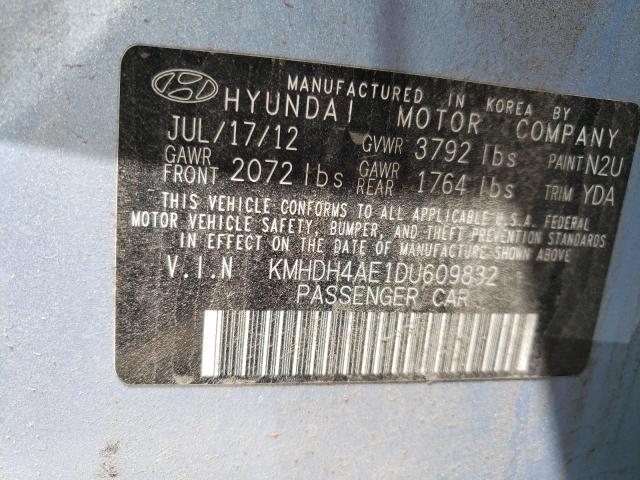 MANUFACTURED IN KOREA BY
HYUNDAI MOTOR COMPANY
JUL/17/12 GVWR 3792 lbs PAINT N2U
GAWR FRONT 2072 lbs GAWR REAR 1764 lbs TRIM YDA
THIS VEHICLE CONFORMS TO ALL APPLICABLE U.S.A. FEDERAL
MOTOR VEHICLE SAFETY, BUMPER, AND THEFT PREVENTION STANDARDS
IN EFFECT ON THE DATE OF MANUFACTURE SHOWN ABOVE
V.I.N KMHDH4AE1DU609832
PASSENGER CAR